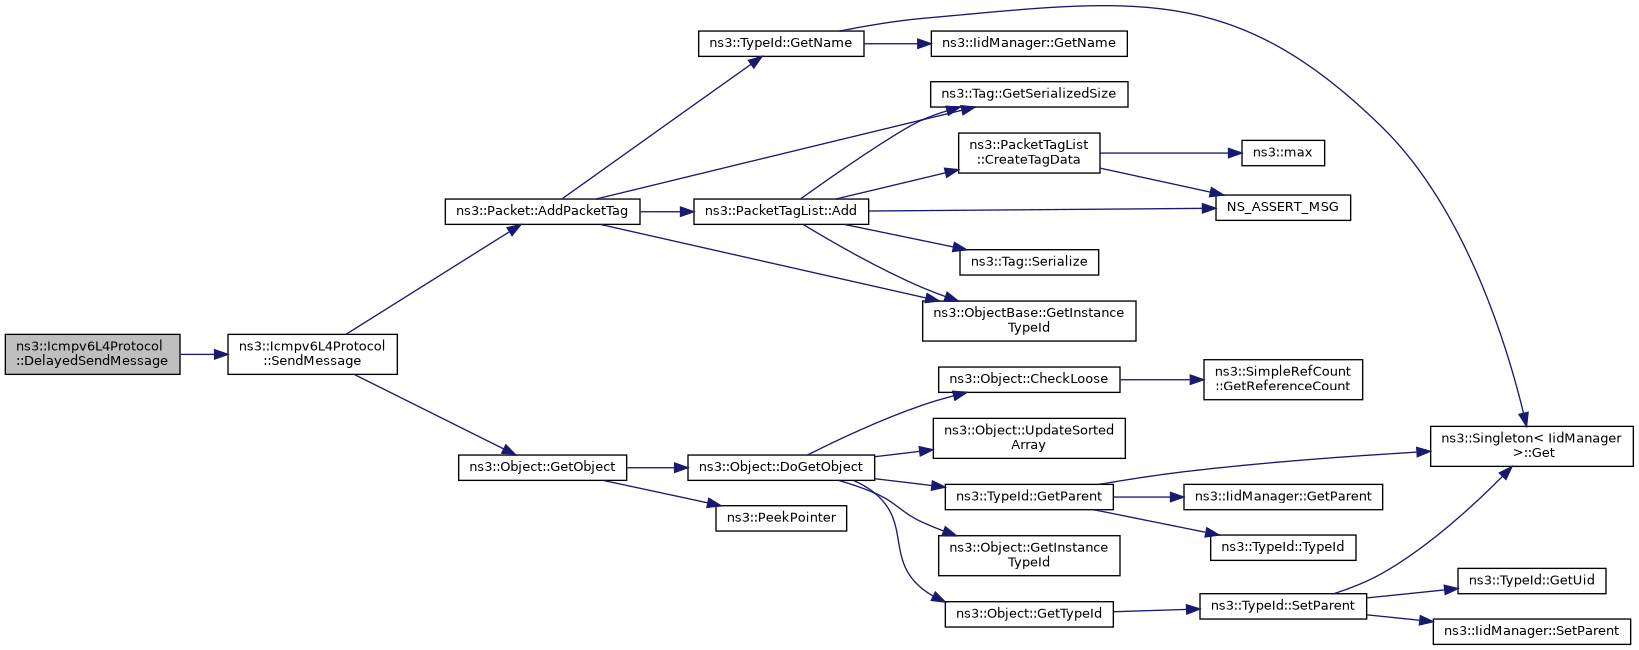 ns3::Icmpv6L4Protocol
::DelayedSendMessage
ns3::Icmpv6L4Protocol
::SendMessage
ns3::Packet::AddPacketTag
ns3::TypeId::GetName
ns3::IidManager::GetName
ns3::Tag::GetSerializedSize
ns3::PacketTagList::Add
ns3::PacketTagList
::CreateTagData
ns3::max
NS_ASSERT_MSG
ns3::Tag::Serialize
ns3::ObjectBase::GetInstance
TypeId
ns3::Object::GetObject
ns3::Object::DoGetObject
ns3::PeekPointer
ns3::Object::CheckLoose
ns3::SimpleRefCount
::GetReferenceCount
ns3::Object::UpdateSorted
Array
ns3::TypeId::GetParent
ns3::Singleton< IidManager
>::Get
ns3::IidManager::GetParent
ns3::TypeId::TypeId
ns3::Object::GetInstance
TypeId
ns3::Object::GetTypeId
ns3::TypeId::SetParent
ns3::TypeId::GetUid
ns3::IidManager::SetParent